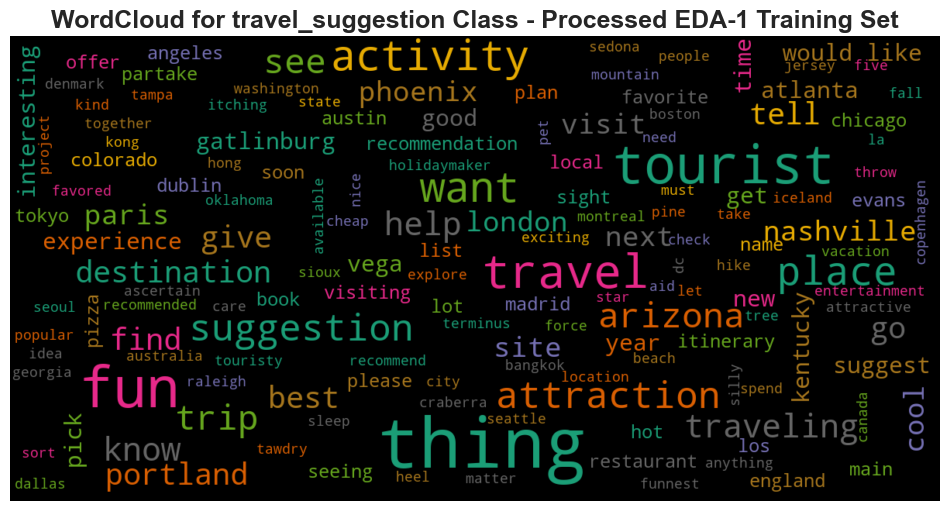 WordCloud for travel_suggestion Class - Processed EDA-1 Training Set
offer
angeles
see
activity
sedona
people
time
would like
jersey
five
interesting
denmark
partake
washington
phoenix
mountain
plan
favorite
atlanta
fall
kind
tampa
itching
state
austin
good
visit
boston
tell
chicago
project
together
kong
gatlinburg
recommendation
pet
need
la
colorado
hong
soon
holidaymaker
local
tourist
throw
favored
dublin
oklahoma
available
nice
want
sight
must
get
iceland
evans
tokyo
paris
cheap
help
london
montreal
pine
take
nashville
copenhagen
experience
give
list
exciting
next
check
name
vacation
destination
sioux
vega
explore
travel
dc
hike
place
ascertain
visiting
star
aid
let
new
entertainment
seoul
recommended
care
book
lot
madrid
arizona
tree
attractive
popular
pizza
find
suggestion
terminus
force
year
itinerary
kentucky
go
idea
australia
touristy
recommend
site
beach
georgia
fun
raleigh
please
city
bangkok
location
suggest
best
craberra
attraction
silly
spend
cool
pick
trip
sleep
seattle
hot
traveling
canada
know
tawdry
thing
los
sort
portland
seeing
heel
matter
restaurant
anything
main
dallas
funnest
england